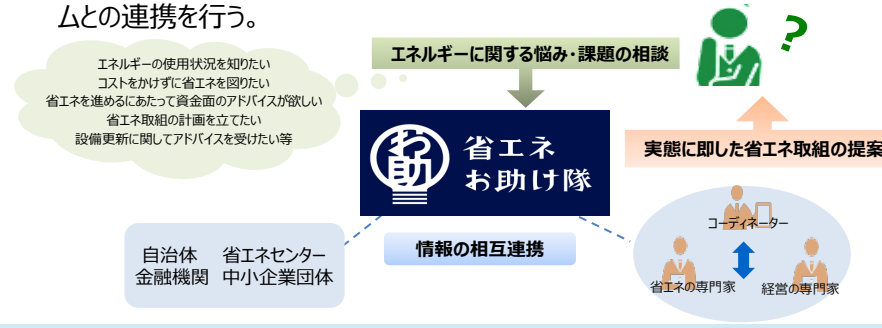 ムとの連携を行う。
エネルギーに関する悩み・課題の相談
?
エネルギーの使用状況を知りたい
コストをかけずに省エネを図りたい
省エネを進めるにあたって資金面のアドバイスが欲しい
省エネ取組の計画を立てたい
設備更新に関してアドバイスを受けたい等
お助
省エネ
お助け隊
実態に即した省エネ取組の提案
自治体 省エネセンター
金融機関 中小企業団体
情報の相互連携
コーディネーター
省エネの専門家
経営の専門家